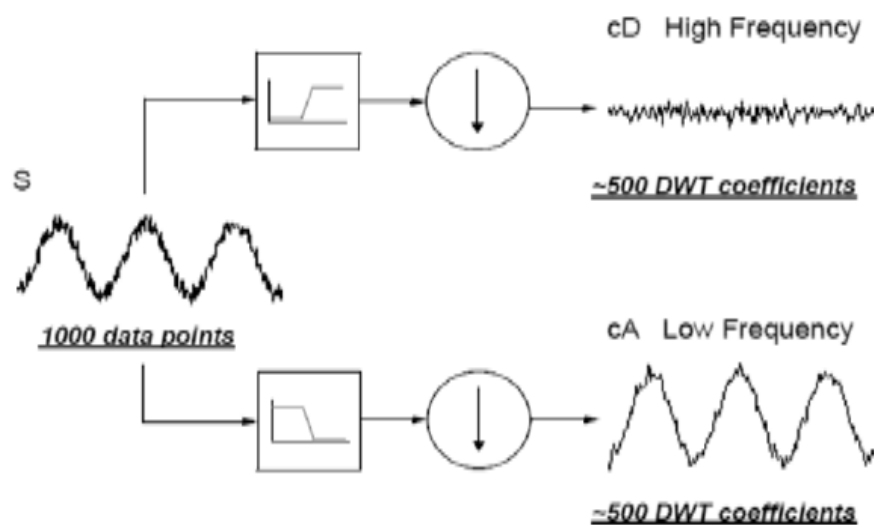 cD High Frequency
~500 DWT coefficients
S
1000 data points
cA Low Frequency
~500 DWT coefficients